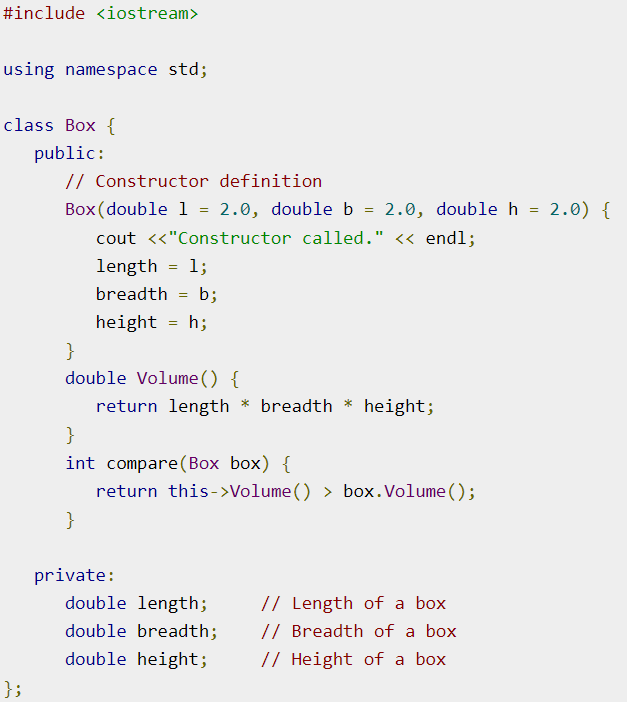 #include <iostream>

using namespace std;

class Box {
   public:
      // Constructor definition
      Box(double l = 2.0, double b = 2.0, double h = 2.0) {
         cout <<"Constructor called." << endl;
         length = l;
         breadth = b;
         height = h;
      }
      double Volume() {
         return length * breadth * height;
      }
      int compare(Box box) {
         return this->Volume() > box.Volume();
      }

   private:
      double length;     // Length of a box
      double breadth;    // Breadth of a box
      double height;     // Height of a box
};